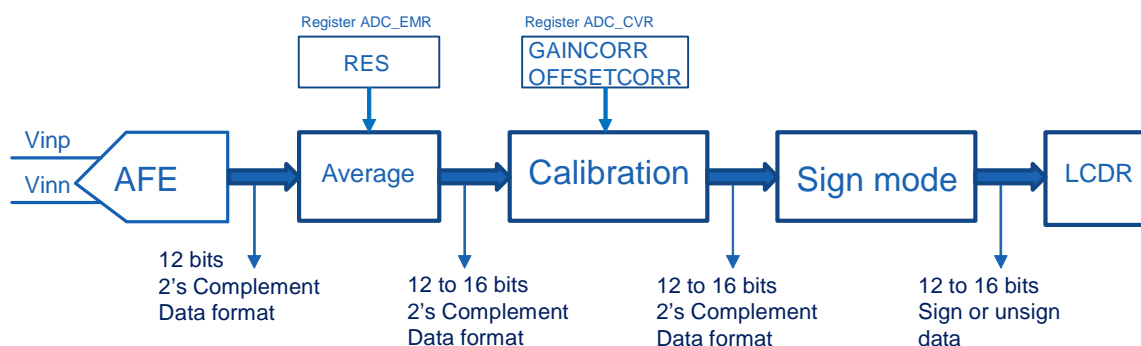 Register ADC_EMR
Register ADC_CVR
RES
GAINCORR
OFFSETCORR
Vinp
Vinn
AFE
Average
Calibration
Sign mode
LCDR
12 bits
2's Complement
Data format
12 to 16 bits
2's Complement
Data format
12 to 16 bits
2's Complement
Data format
12 to 16 bits
Sign or unsign
data